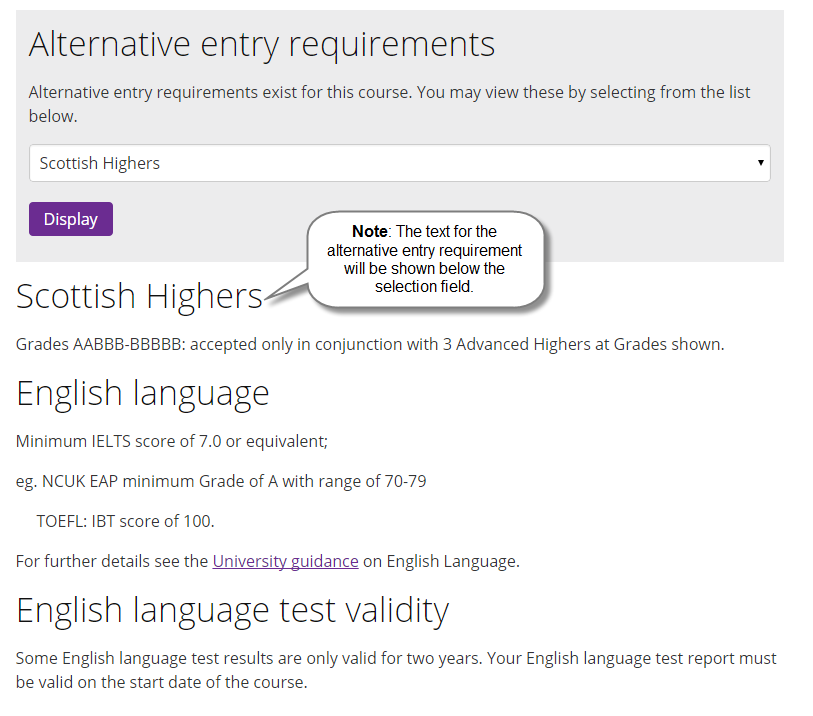 Alternative entry requirements
Alternative entry requirements exist for this course. You may view these by selecting from the list
below.
Scottish Highers
Display
Note: The text for the
alternative entry requirement
will be shown below the
selection field.
Scottish Highers
Grades AABBB-BBBBB: accepted only in conjunction with 3 Advanced Highers at Grades shown.
English language
Minimum IELTS score of 7.0 or equivalent;
eg. NCUK EAP minimum Grade of A with range of 70-79
TOEFL: IBT score of 100.
For further details see the University guidance on English Language.
English language test validity
Some English language test results are only valid for two years. Your English language test report must
be valid on the start date of the course.